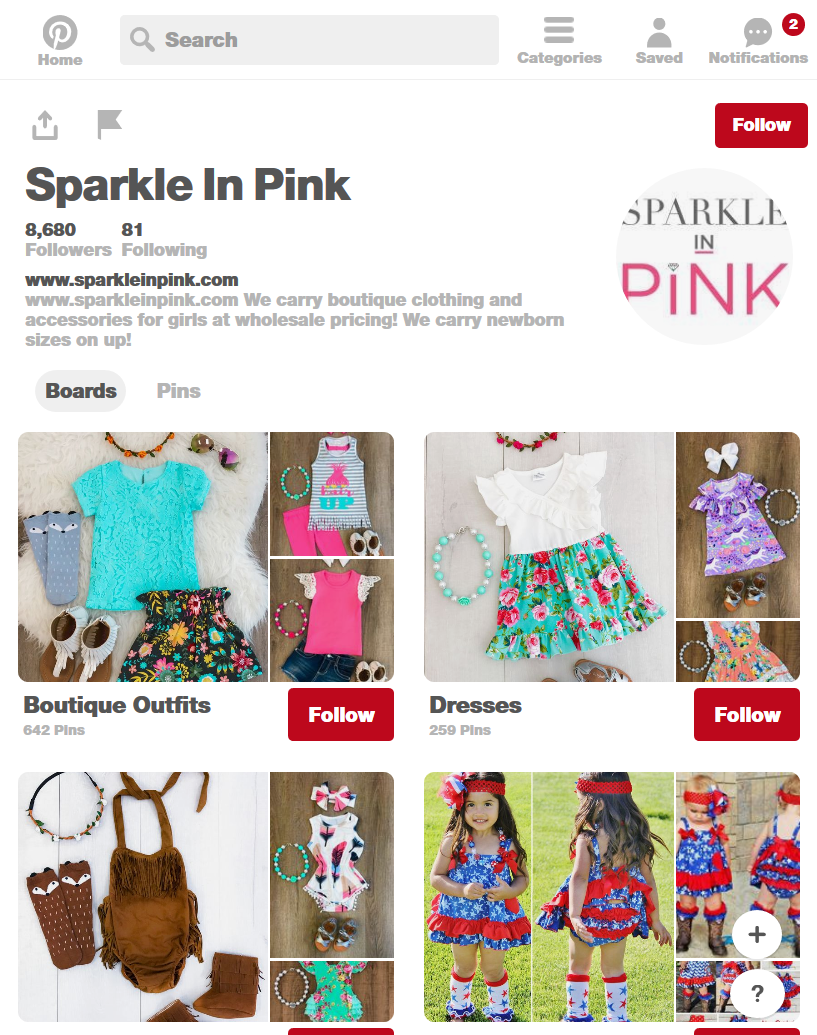 Home
Search
Categories
Saved
Notifications
2
Follow
Sparkle In Pink
8,680
81
Followers
Following
www.sparkleinpink.com
www.sparkleinpink.com We carry boutique clothing and
accessories for girls at wholesale pricing! We carry newborn
sizes on up!
SPARKLE
IN
PINK
Boards
Pins
UP
Boutique Outfits
642 Pins
Follow
Dresses
259 Pins
Follow
+
?